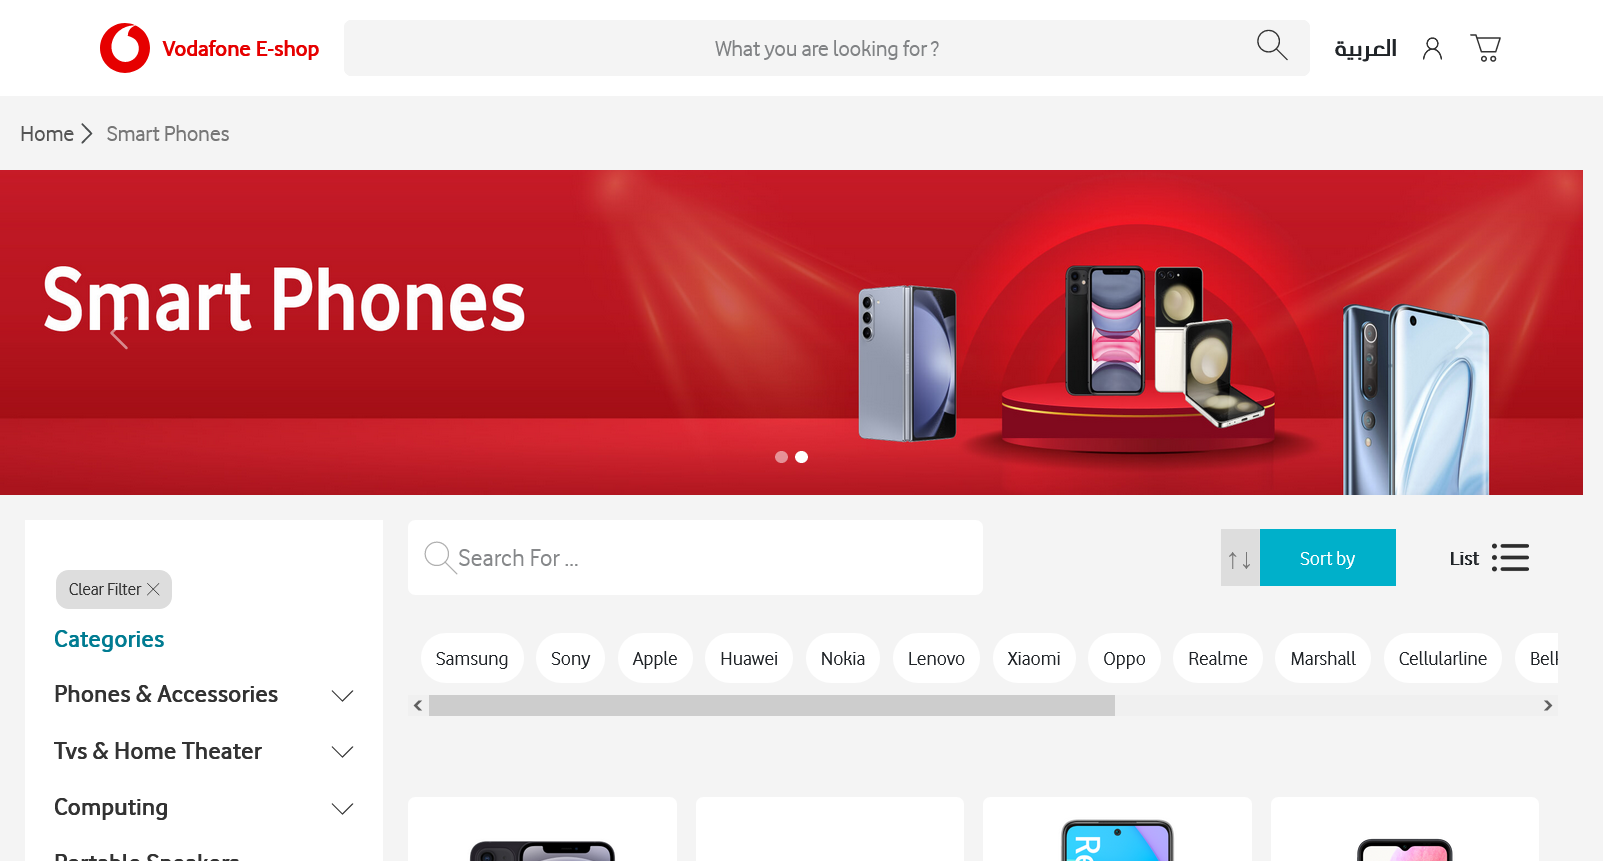 Vodafone E-shop
What you are looking for ?
العربية
Home
Smart Phones
Smart Phones
Search For ...
Sort by
List
Clear Filter
Categories
Phones & Accessories
Tvs & Home Theater
Computing
Samsung
Sony
Apple
Huawei
Nokia
Lenovo
Xiaomi
Oppo
Realme
Marshall
Cellularline